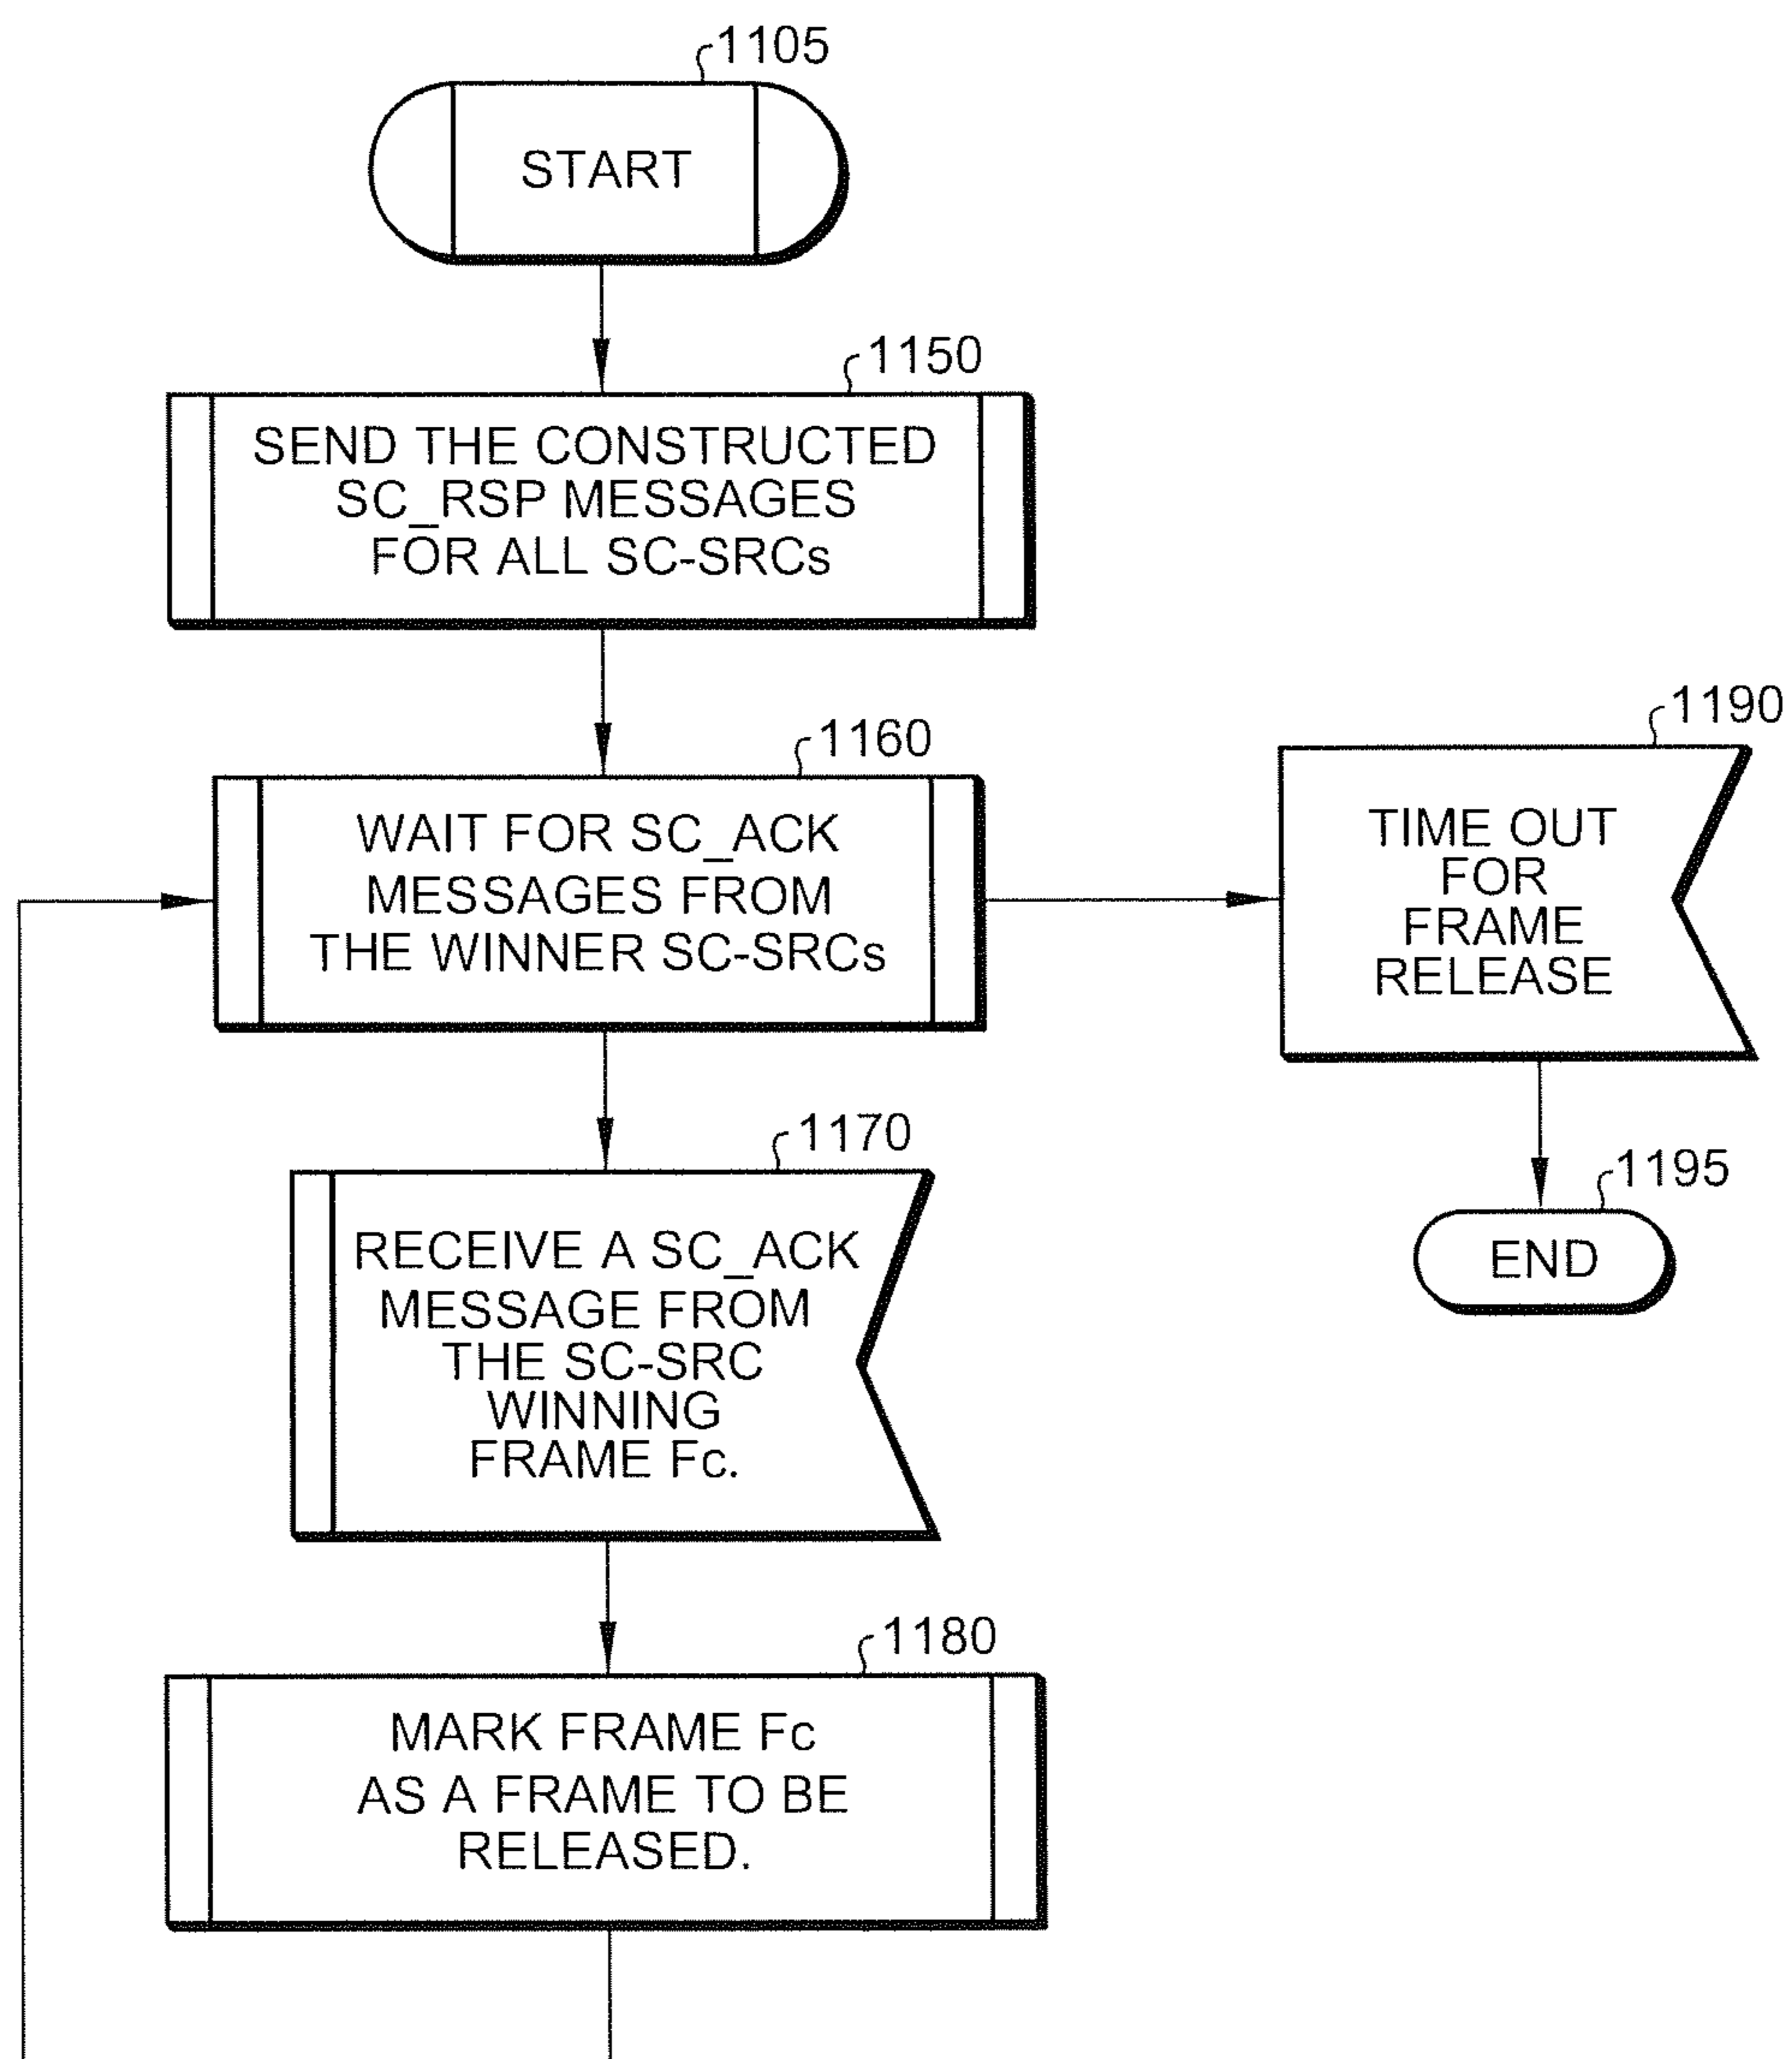 1105
START
1150
SEND THE CONSTRUCTED
SC_RSP MESSAGES
FOR ALL SC-SRCs
1160
WAIT FOR SC_ACK
MESSAGES FROM
THE WINNER SC-SRCs
1190
TIME OUT
FOR
FRAME
RELEASE
1170
RECEIVE A SC_ACK
MESSAGE FROM
THE SC-SRC
WINNING
FRAME Fc.
1195
END
1180
MARK FRAME Fc
AS A FRAME TO BE
RELEASED.